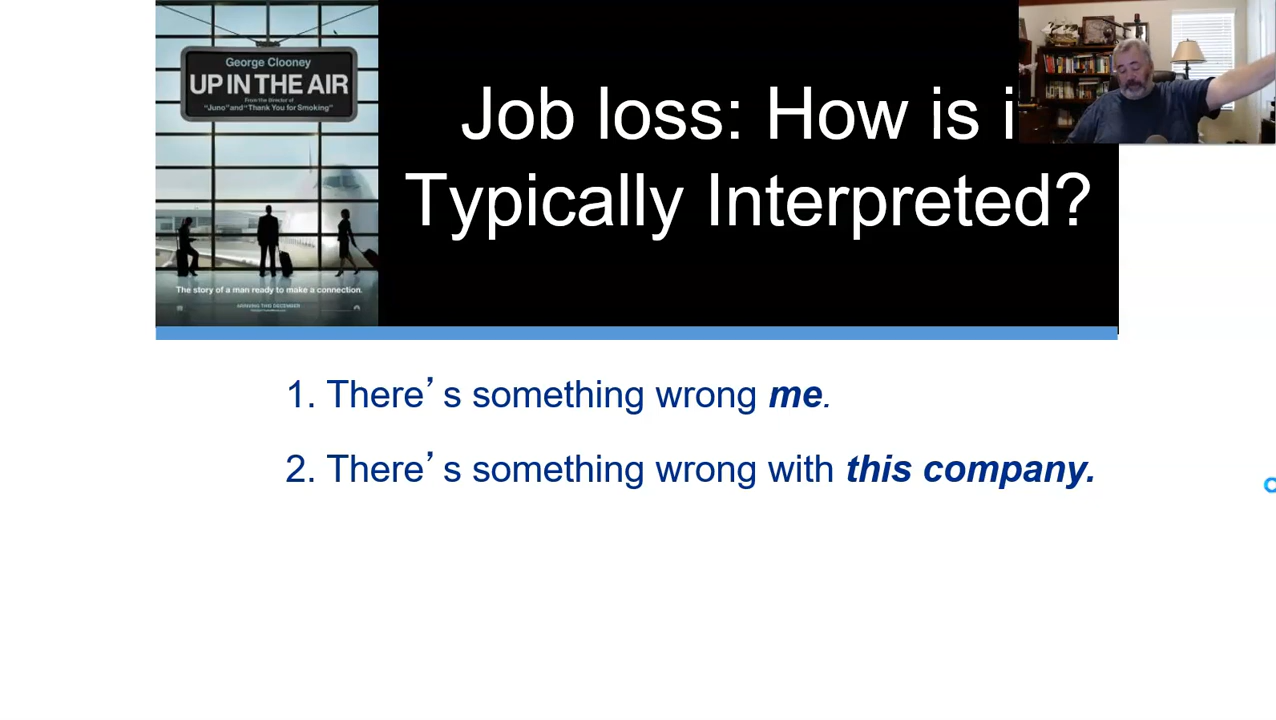 George Clooney
UP IN THE AIR
From the Director of
"Juno" and "Thank You for Smoking"
The story of a man ready to make a connection.
Job loss: How is i
Typically Interpreted?
1. There’s something wrong me.
2. There’s something wrong with this company.